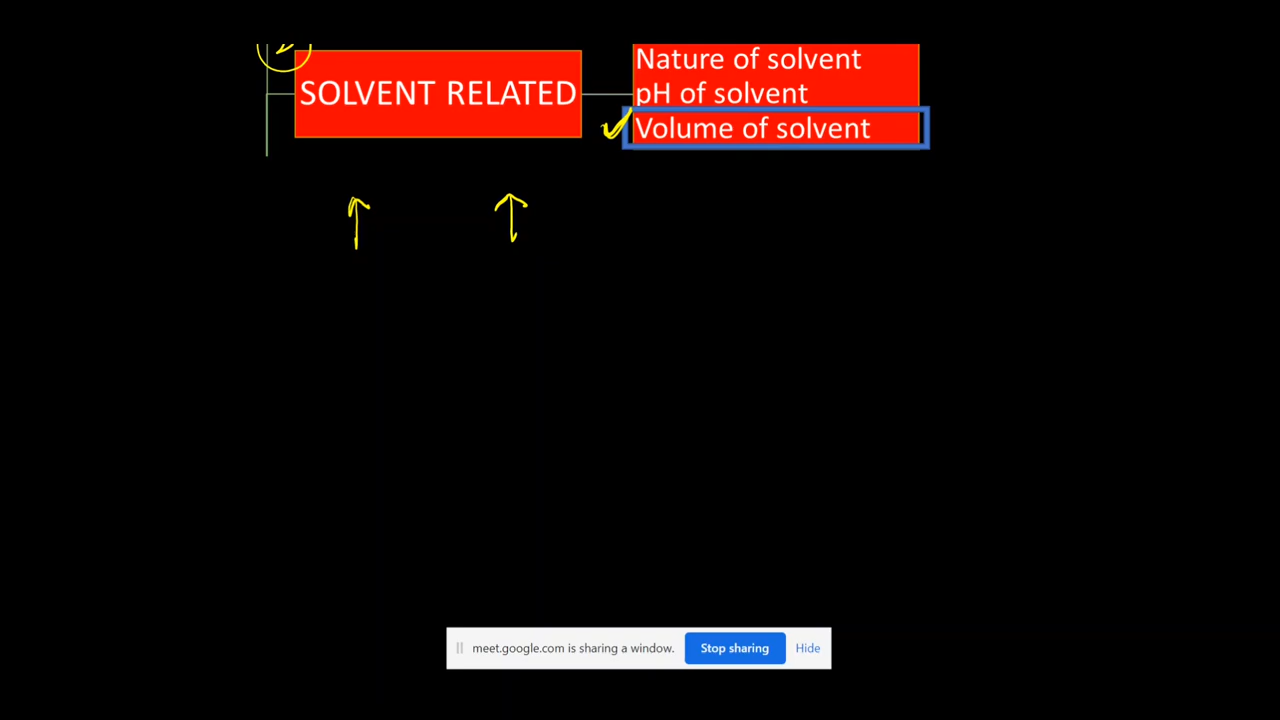 SOLVENT RELATED
Nature of solvent
pH of solvent
Volume of solvent
meet.google.com is sharing a window.
Stop sharing
Hide